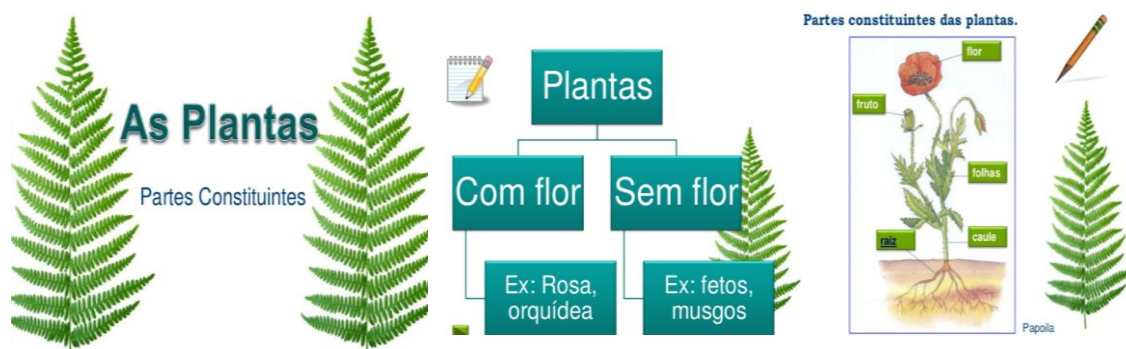 As Plantas
Partes Constituintes
Plantas
Com flor
Sem flor
Ex: Rosa,
orquídea
Ex: fetos,
musgos
Partes constituintes das plantas.
flor
fruto
folhas
raiz
caule
Papoila